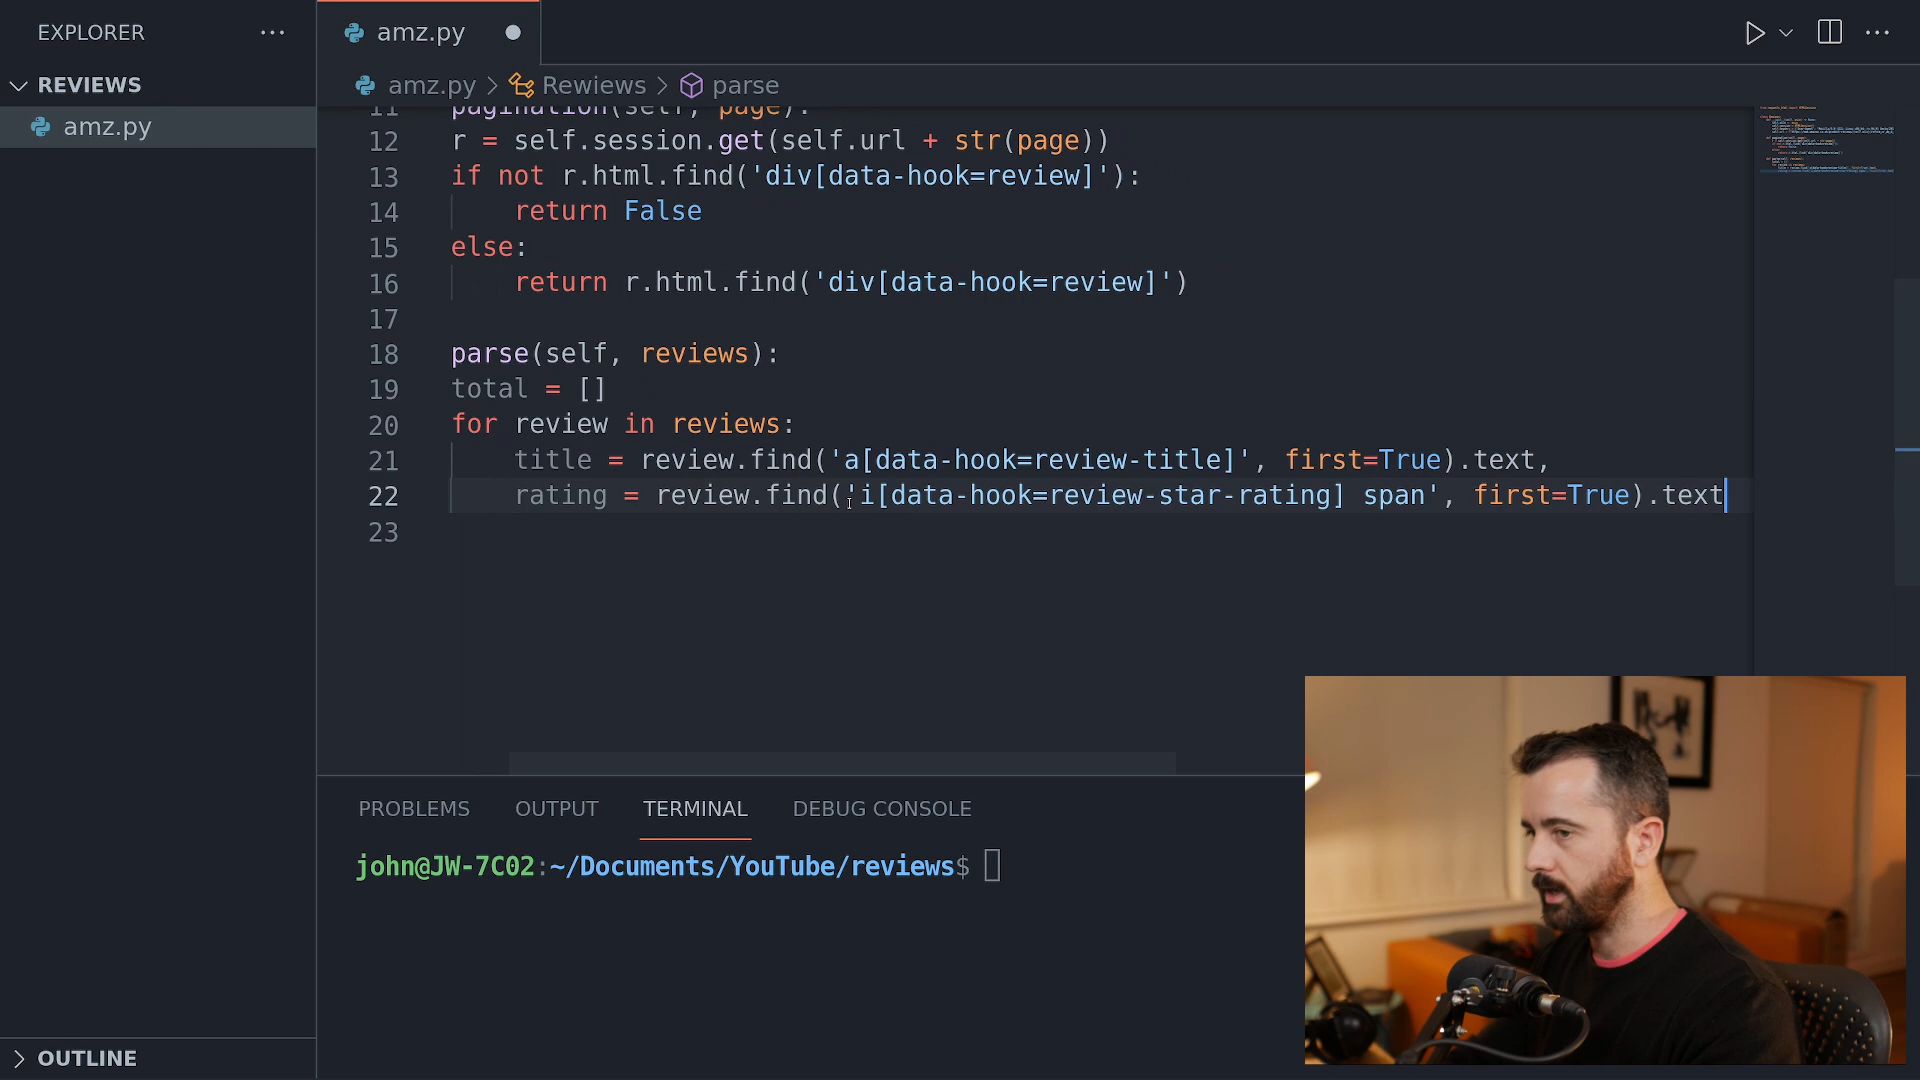 EXPLORER
REVIEWS
amz.py
OUTLINE
amz.py
amz.py > Rewiews > parse
11 pagination(self, page):
12 r = self.session.get(self.url + str(page))
13 if not r.html.find('div[data-hook=review]'):
14 return False
15 else:
16 return r.html.find('div[data-hook=review]')
17
18 parse(self, reviews):
19 total = []
20 for review in reviews:
21 title = review.find('a[data-hook=review-title]', first=True).text,
22 rating = review.find('i[data-hook=review-star-rating] span', first=True).text
23
PROBLEMS OUTPUT TERMINAL DEBUG CONSOLE
john@JW-7C02:~/Documents/YouTube/reviews$